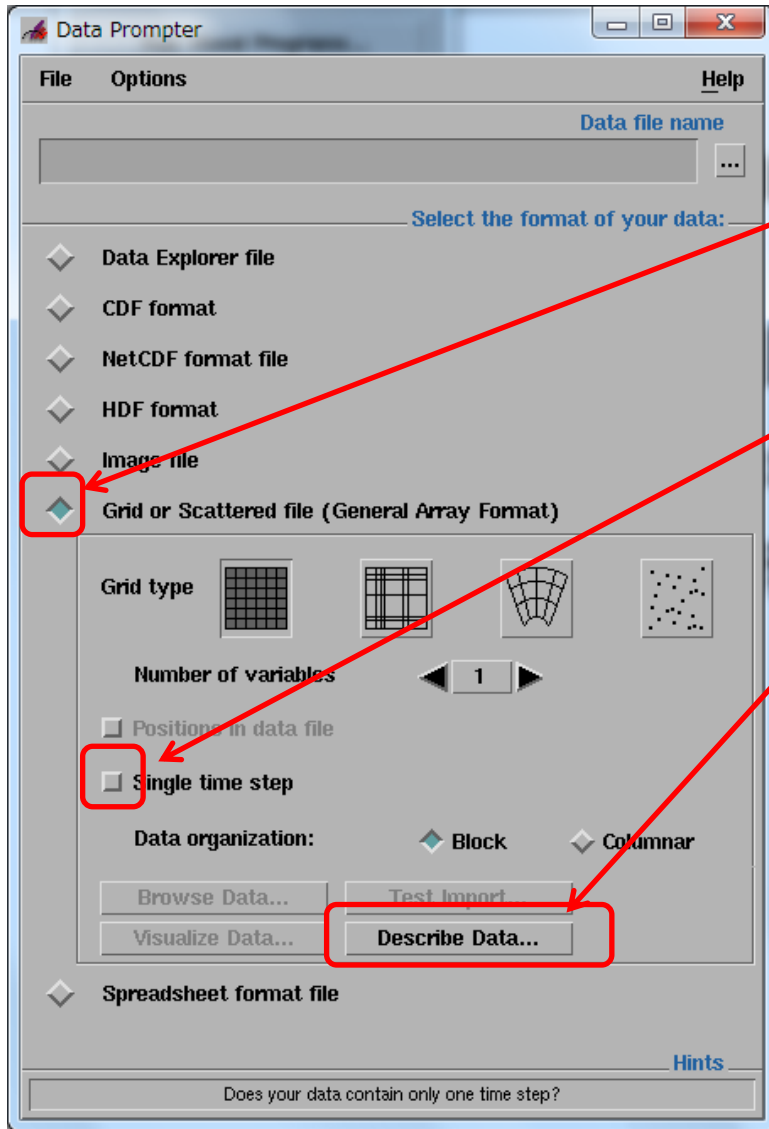 Data Prompter
File Options Help
Data file name
...
Select the format of your data:
Data Explorer file
CDF format
NetCDF format file
HDF format
Image file
Grid or Scattered file (General Array Format)
Grid type
Number of variables 1
Positions in data file
Single time step
Data organization: Block Columnar
Browse Data... Test Import...
Visualize Data... Describe Data...
Spreadsheet format file
Hints
Does your data contain only one time step?